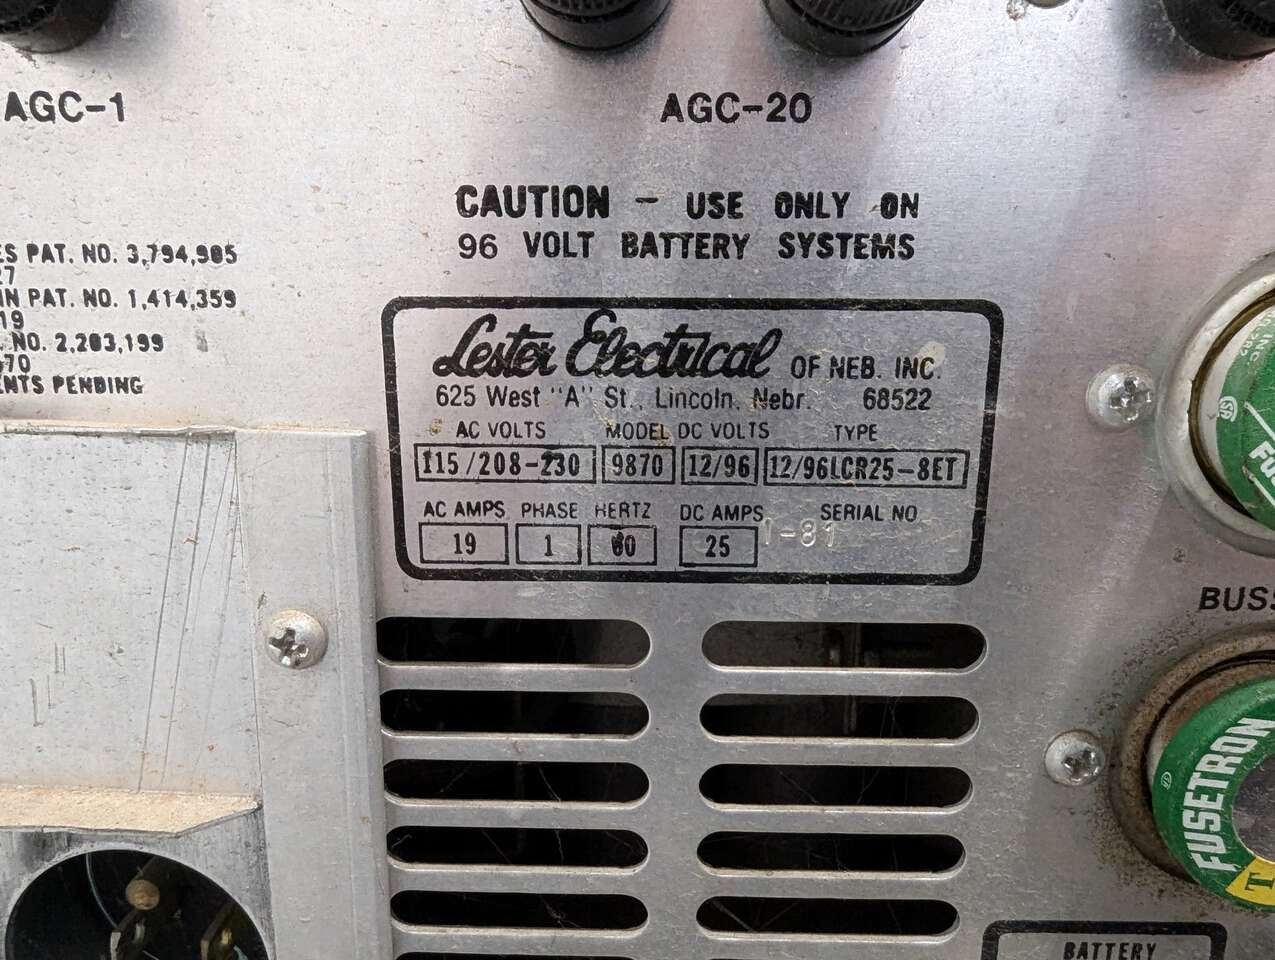 AGC-1
AGC-20
CAUTION - USE ONLY ON
96 VOLT BATTERY SYSTEMS
ES PAT. NO. 3,794,905
27
IN PAT. NO. 1,414,359
19
. NO. 2,203,199
70
ENTS PENDING
Lester Electrical OF NEB. INC.
625 West "A" St., Lincoln, Nebr. 68522
AC VOLTS MODEL DC VOLTS TYPE
115/208-230 9870 12/96 12/96LCR25-8ET
AC AMPS PHASE HERTZ DC AMPS SERIAL NO
19 1 60 25 1-81
BUSS
FUSETRON
T
BATTERY